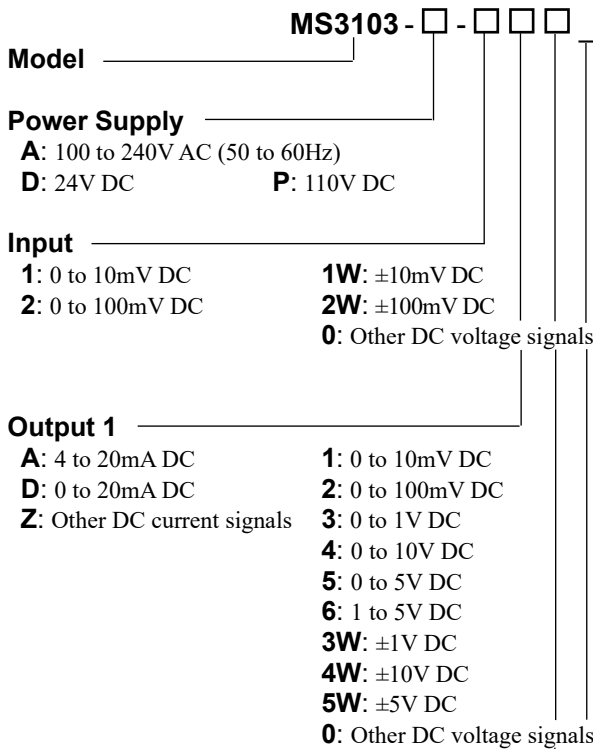 MS3103 - □ - □ □ □
Model
Power Supply
A: 100 to 240V AC (50 to 60Hz)
D: 24V DC P: 110V DC
Input
1: 0 to 10mV DC 1W: ±10mV DC
2: 0 to 100mV DC 2W: ±100mV DC
0: Other DC voltage signals
Output 1
A: 4 to 20mA DC 1: 0 to 10mV DC
D: 0 to 20mA DC 2: 0 to 100mV DC
Z: Other DC current signals 3: 0 to 1V DC
4: 0 to 10V DC
5: 0 to 5V DC
6: 1 to 5V DC
3W: ±1V DC
4W: ±10V DC
5W: ±5V DC
0: Other DC voltage signals